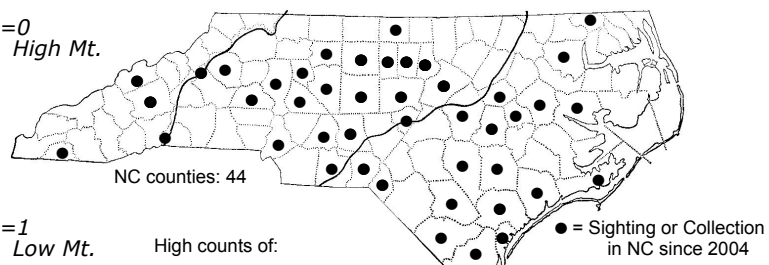 =0
High Mt.
NC counties: 44
=1
Low Mt.
High counts of:
● = Sighting or Collection
in NC since 2004